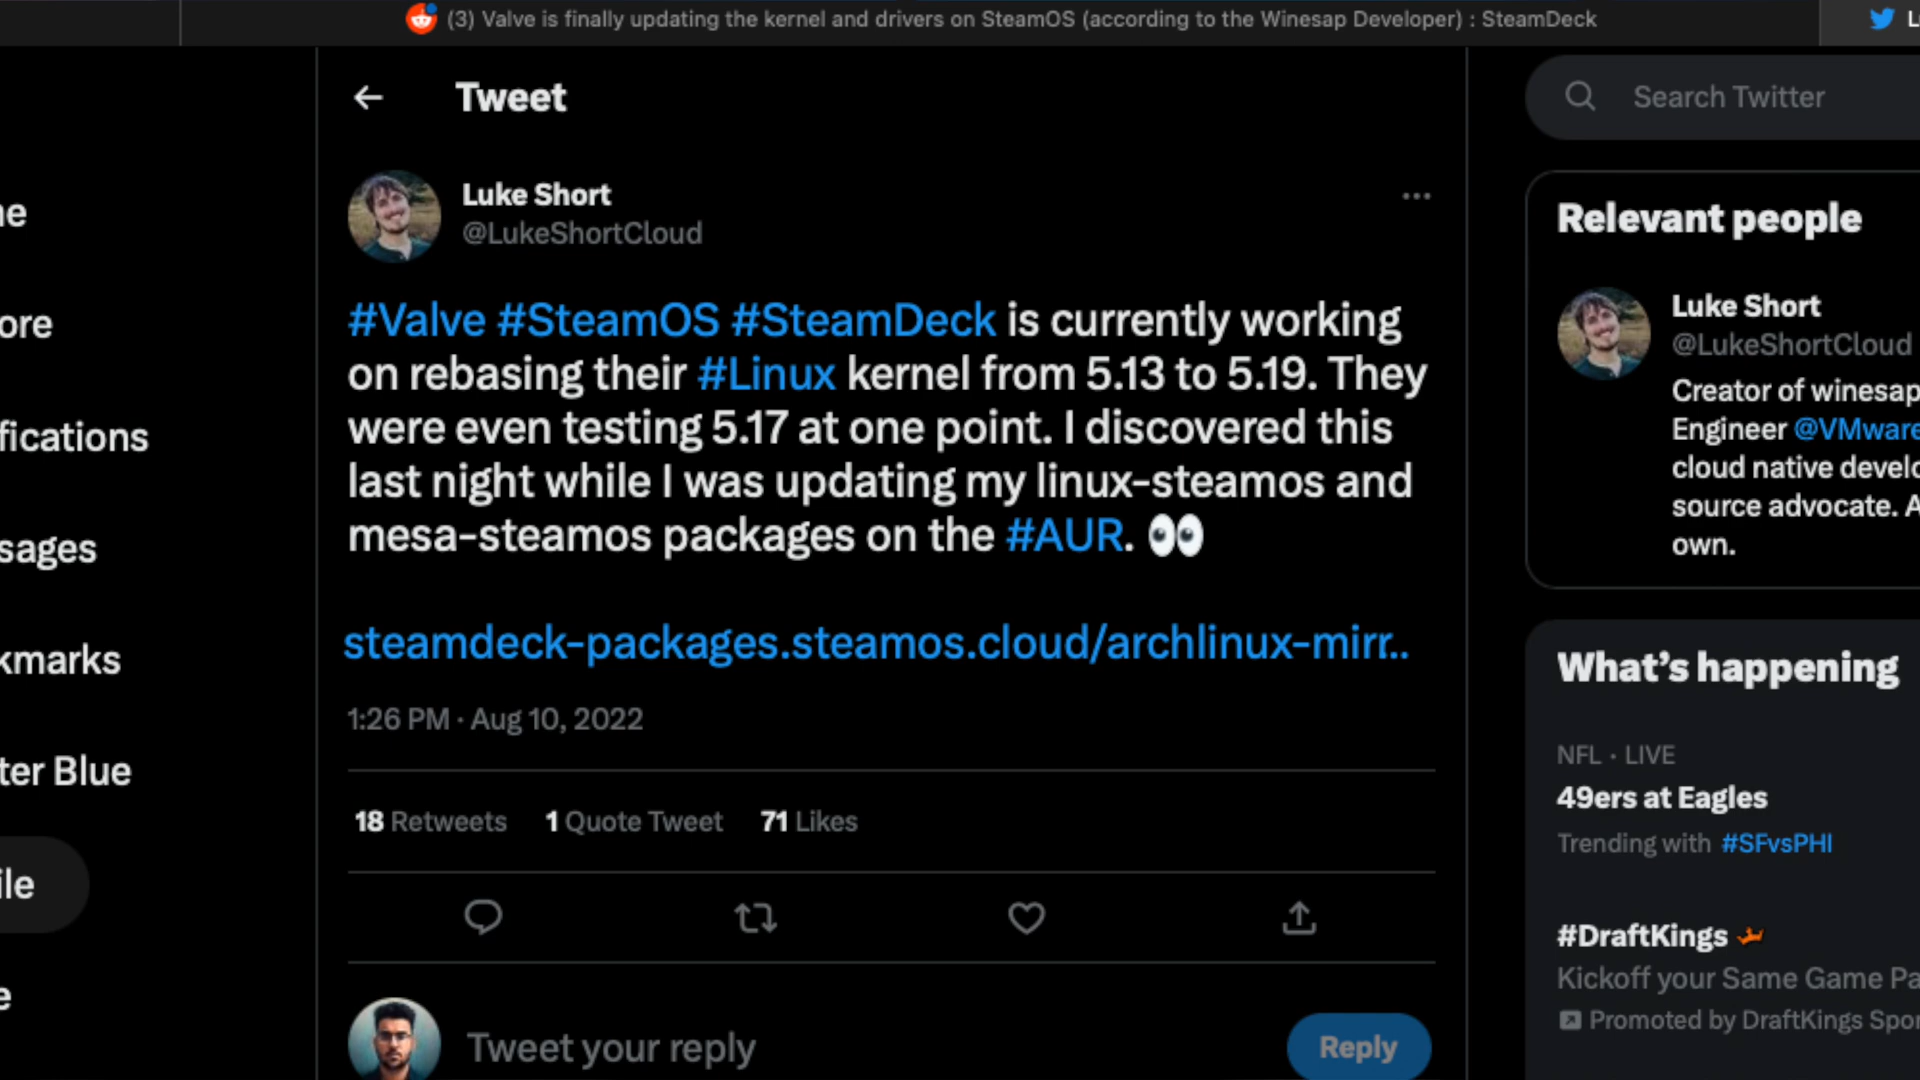 (3) Valve is finally updating the kernel and drivers on SteamOS (according to the Winesap Developer) : SteamDeck
Tweet
Search Twitter
Luke Short
@LukeShortCloud
#Valve #SteamOS #SteamDeck is currently working
on rebasing their #Linux kernel from 5.13 to 5.19. They
were even testing 5.17 at one point. I discovered this
last night while I was updating my linux-steamos and
mesa-steamos packages on the #AUR. 👀
steamdeck-packages.steamos.cloud/archlinux-mirr..
1:26 PM · Aug 10, 2022
18 Retweets 1 Quote Tweet 71 Likes
Tweet your reply
Reply
ore
fications
sages
kmarks
ter Blue
ile
Relevant people
Luke Short
@LukeShortCloud
Creator of winesap
Engineer @VMware
cloud native develo
source advocate. A
own.
What's happening
NFL · LIVE
49ers at Eagles
Trending with #SFvsPHI
#DraftKings
Kickoff your Same Game Pa
Promoted by DraftKings Spor